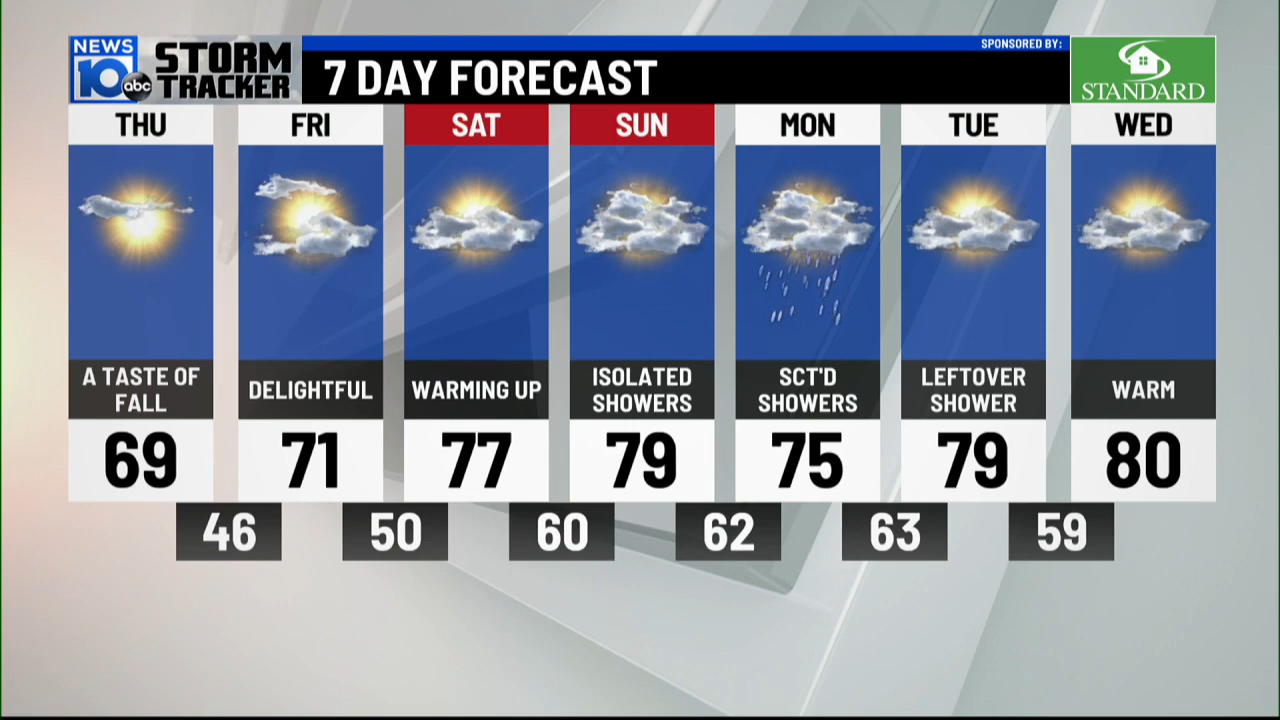 NEWS
10
abc
STORM
TRACKER
7 DAY FORECAST
SPONSORED BY:
STANDARD
THU
FRI
SAT
SUN
MON
TUE
WED
A TASTE OF
FALL
DELIGHTFUL
WARMING UP
ISOLATED
SHOWERS
SCT'D
SHOWERS
LEFTOVER
SHOWER
WARM
69
71
77
79
75
79
80
46
50
60
62
63
59